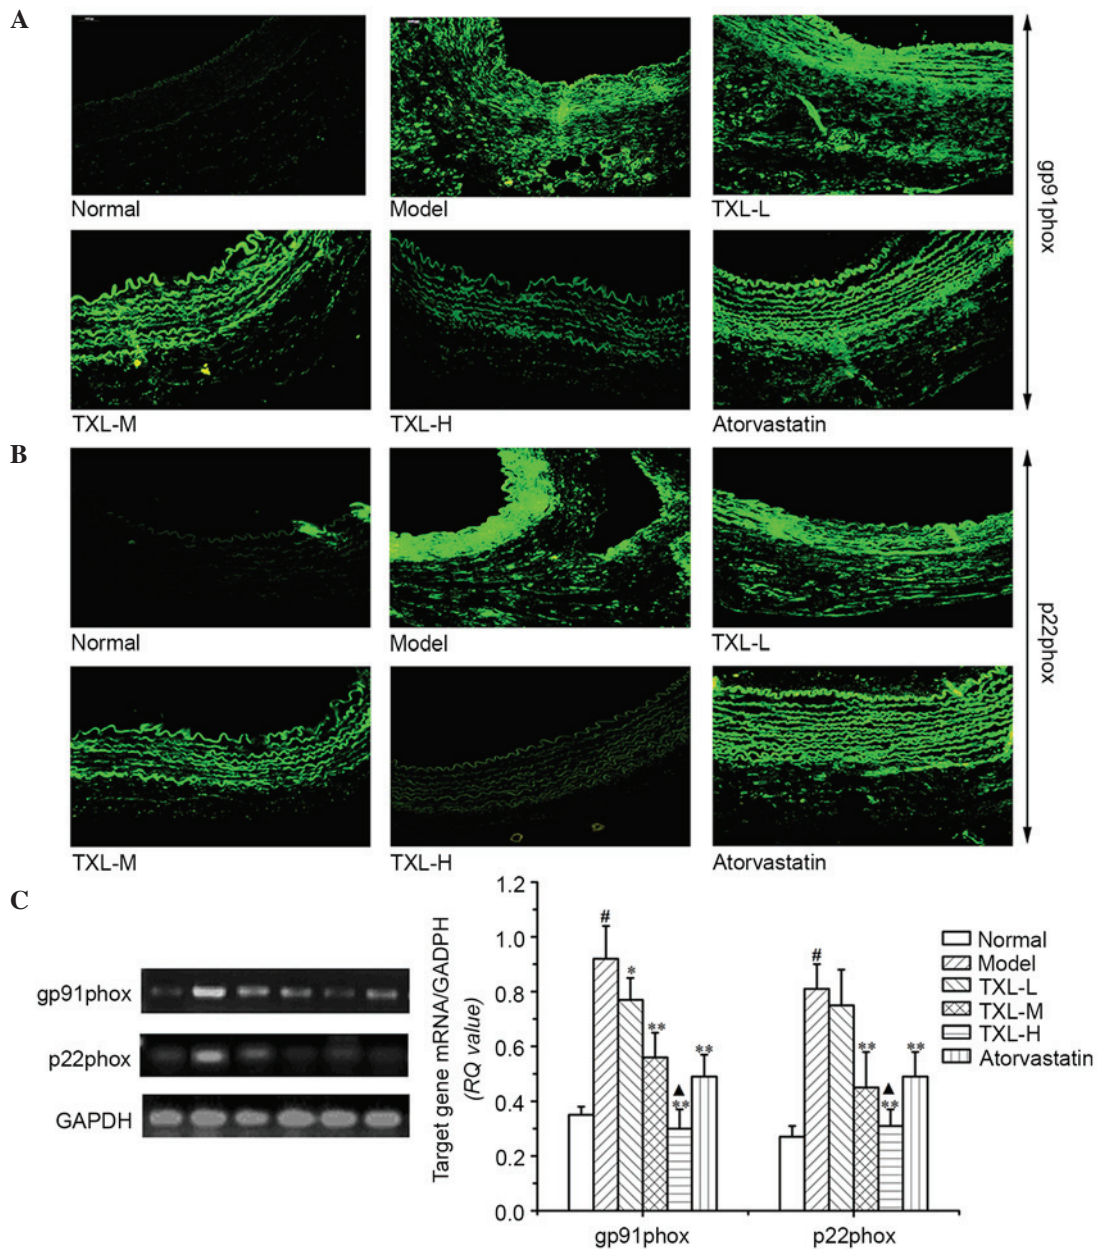 A
Normal
Model
TXL-L
TXL-M
TXL-H
Atorvastatin
gp91phox
B
Normal
Model
TXL-L
TXL-M
TXL-H
Atorvastatin
p22phox
C
gp91phox
p22phox
GAPDH
Target gene mRNA/GADPH
(RQ value)
1.2
1.0
0.8
0.6
0.4
0.2
0.0
#
*
**
▲
**
**
#
**
▲
**
**
gp91phox
p22phox
Normal
Model
TXL-L
TXL-M
TXL-H
Atorvastatin